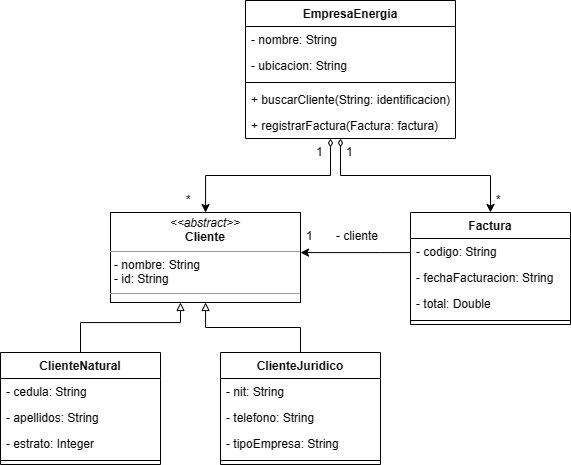 EmpresaEnergia
- nombre: String
- ubicacion: String
+ buscarCliente(String: identificacion)
+ registrarFactura(Factura: factura)
1
1
*
*
<<abstract>>
Cliente
- nombre: String
- id: String
1
- cliente
Factura
- codigo: String
- fechaFacturacion: String
- total: Double
ClienteNatural
- cedula: String
- apellidos: String
- estrato: Integer
ClienteJuridico
- nit: String
- telefono: String
- tipoEmpresa: String